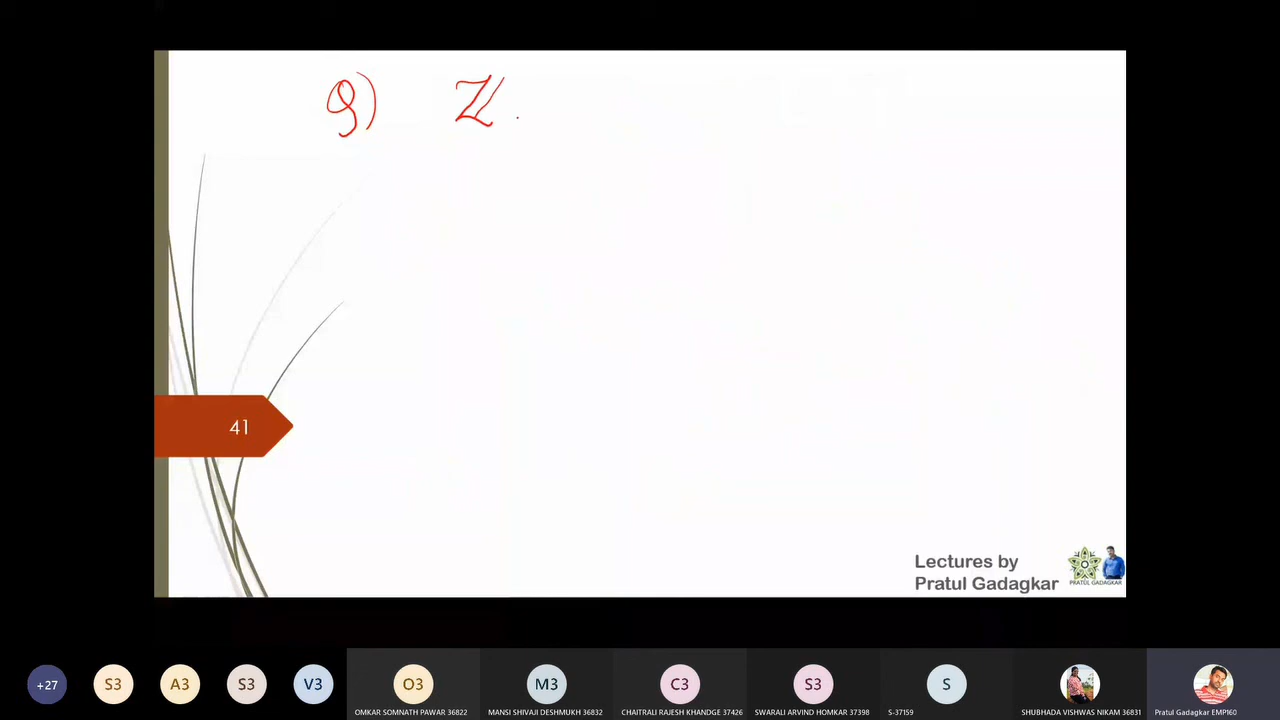 9) Z.
41
Lectures by
Pratul Gadagkar
PRATUL GADAGKAR
+27
S3
A3
S3
V3
O3
M3
C3
S3
S
OMKAR SOMNATH PAWAR 36822
MANSI SHIVAJI DESHMUKH 36832
CHAITRALI RAJESH KHANDGE 37426
SWARALI ARVIND HOMKAR 37398
S-37159
SHUBHADA VISHWAS NIKAM 36831
Pratul Gadagkar EMP160